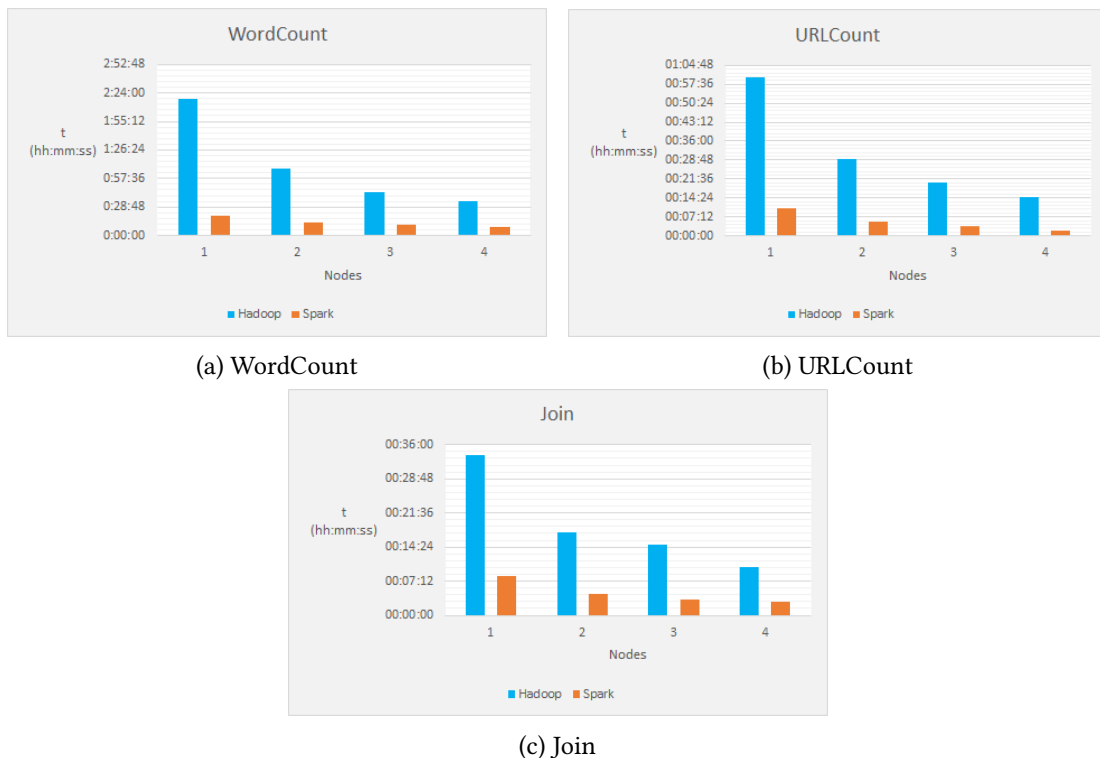 WordCount
2:52:48
2:24:00
1:55:12
1:26:24
0:57:36
0:28:48
0:00:00
t
(hh:mm:ss)
1 2 3 4
Nodes
Hadoop Spark
(a) WordCount
URLCount
01:04:48
00:57:36
00:50:24
00:43:12
00:36:00
00:28:48
00:21:36
00:14:24
00:07:12
00:00:00
t
(hh:mm:ss)
1 2 3 4
Nodes
Hadoop Spark
(b) URLCount
Join
00:36:00
00:28:48
00:21:36
00:14:24
00:07:12
00:00:00
t
(hh:mm:ss)
1 2 3 4
Nodes
Hadoop Spark
(c) Join